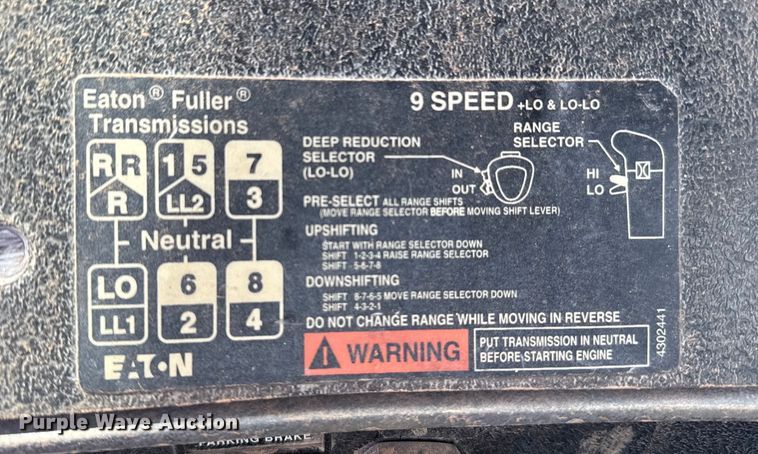 Eaton® Fuller®
Transmissions
9 SPEED +LO & LO-LO
R R
R
1 5
LL2
7
3
Neutral
LO
LL1
6
2
8
4
EATON
DEEP REDUCTION
SELECTOR
(LO-LO)
IN
OUT
RANGE
SELECTOR
HI
LO
PRE-SELECT ALL RANGE SHIFTS
(MOVE RANGE SELECTOR BEFORE MOVING SHIFT LEVER)
UPSHIFTING
START WITH RANGE SELECTOR DOWN
SHIFT 1-2-3-4 RAISE RANGE SELECTOR
SHIFT 5-6-7-8
DOWNSHIFTING
SHIFT 8-7-6-5 MOVE RANGE SELECTOR DOWN
SHIFT 4-3-2-1
DO NOT CHANGE RANGE WHILE MOVING IN REVERSE
WARNING
PUT TRANSMISSION IN NEUTRAL
BEFORE STARTING ENGINE
4302441
Purple Wave Auction
PARKING BRAKE